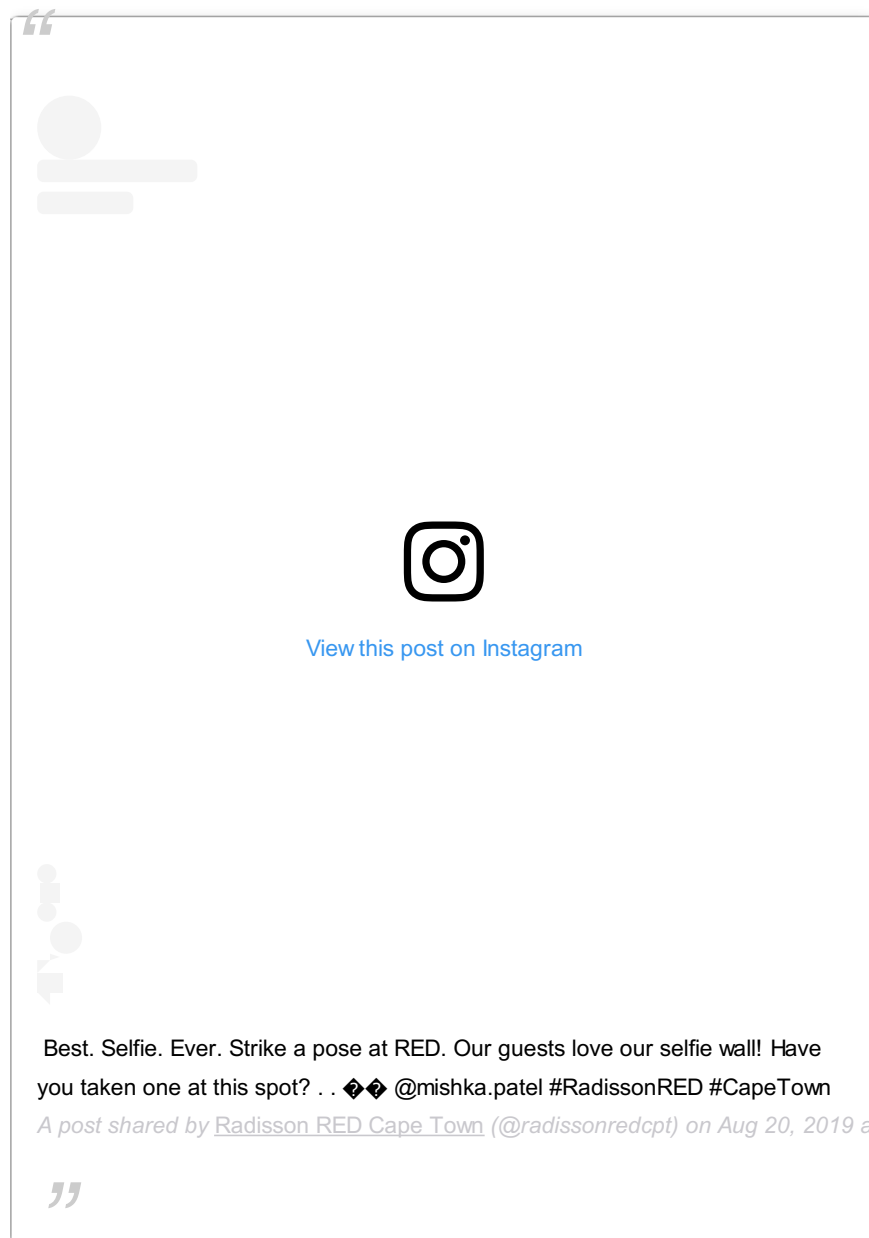 “
View this post on Instagram
Best. Selfie. Ever. Strike a pose at RED. Our guests love our selfie wall! Have
you taken one at this spot? . . �� @mishka.patel #RadissonRED #CapeTown
A post shared by Radisson RED Cape Town (@radissonredcpt) on Aug 20, 2019 a
”